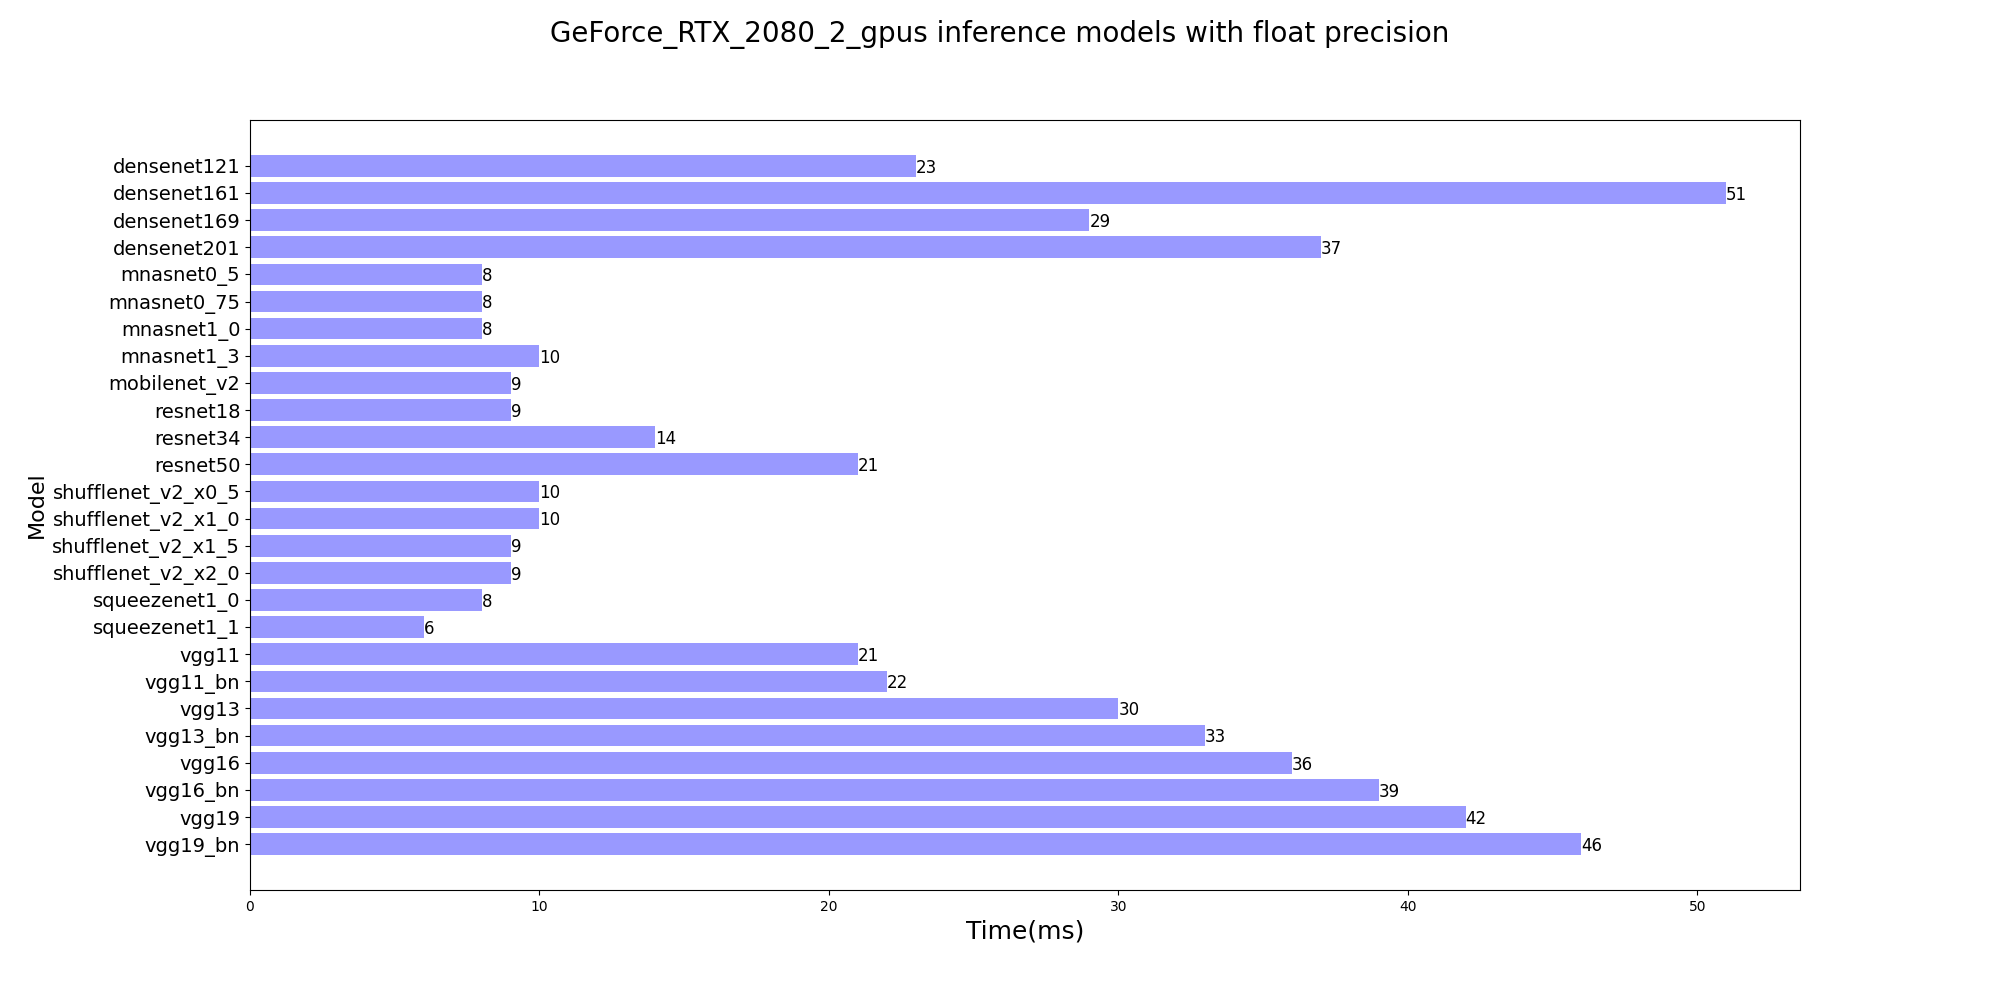 GeForce_RTX_2080_2_gpus inference models with float precision
densenet121 23
densenet161 51
densenet169 29
densenet201 37
mnasnet0_5 8
mnasnet0_75 8
mnasnet1_0 8
mnasnet1_3 10
mobilenet_v2 9
resnet18 9
resnet34 14
resnet50 21
shufflenet_v2_x0_5 10
shufflenet_v2_x1_0 10
shufflenet_v2_x1_5 9
shufflenet_v2_x2_0 9
squeezenet1_0 8
squeezenet1_1 6
vgg11 21
vgg11_bn 22
vgg13 30
vgg13_bn 33
vgg16 36
vgg16_bn 39
vgg19 42
vgg19_bn 46
Model
0 10 20 30 40 50
Time(ms)